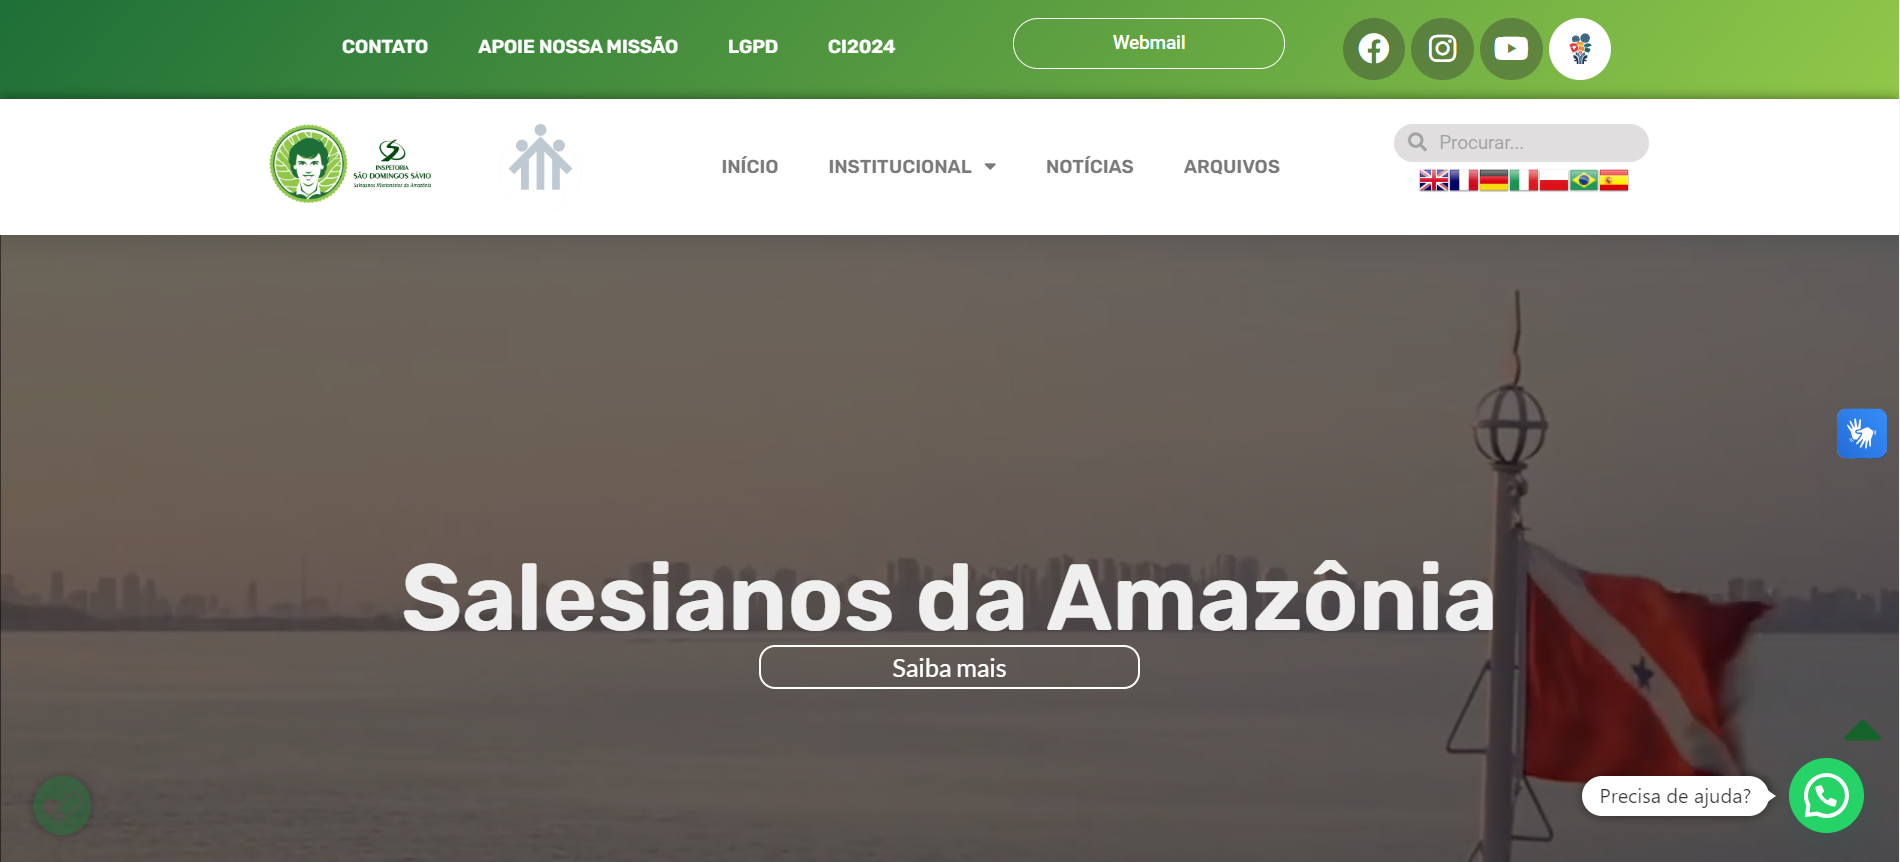 CONTATO
APOIE NOSSA MISSÃO
LGPD
CI2024
Webmail
INSPETORIA
SÃO DOMINGOS SÁVIO
Salesianos Missionários da Amazônia
INÍCIO
INSTITUCIONAL
NOTÍCIAS
ARQUIVOS
Procurar...
Salesianos da Amazônia
Saiba mais
Precisa de ajuda?